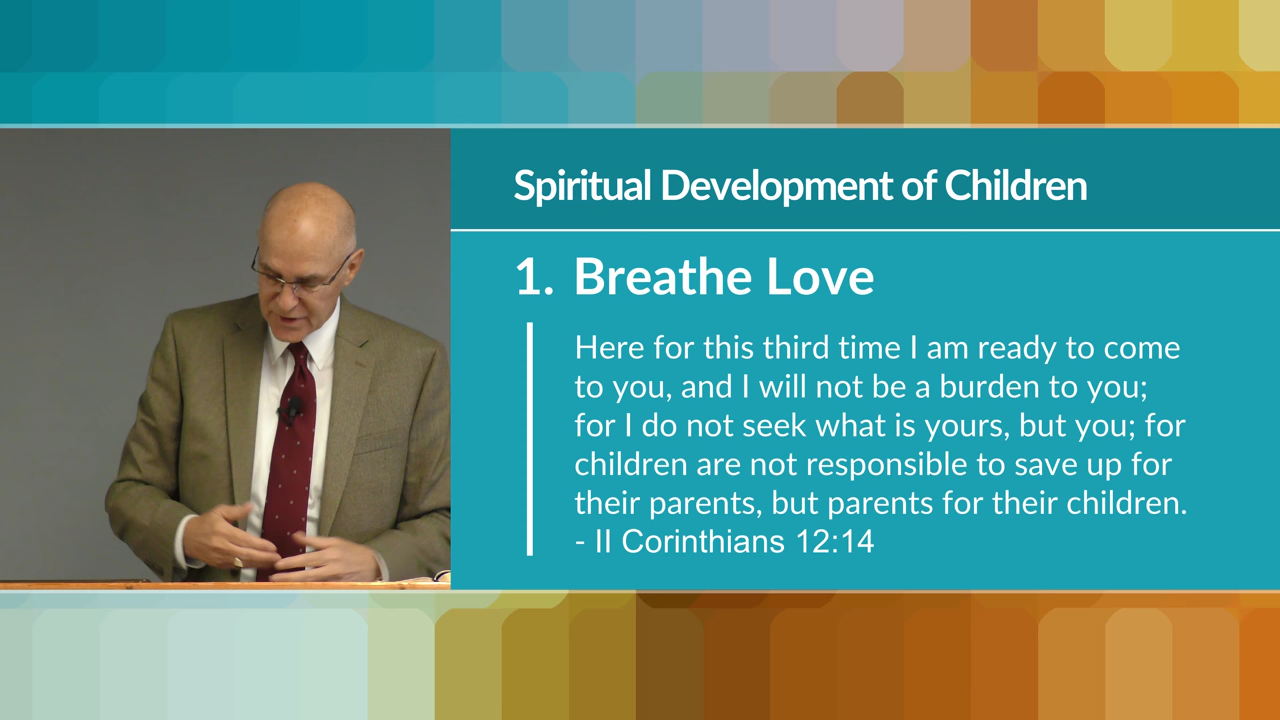 Spiritual Development of Children
1. Breathe Love
Here for this third time I am ready to come
to you, and I will not be a burden to you;
for I do not seek what is yours, but you; for
children are not responsible to save up for
their parents, but parents for their children.
- II Corinthians 12:14